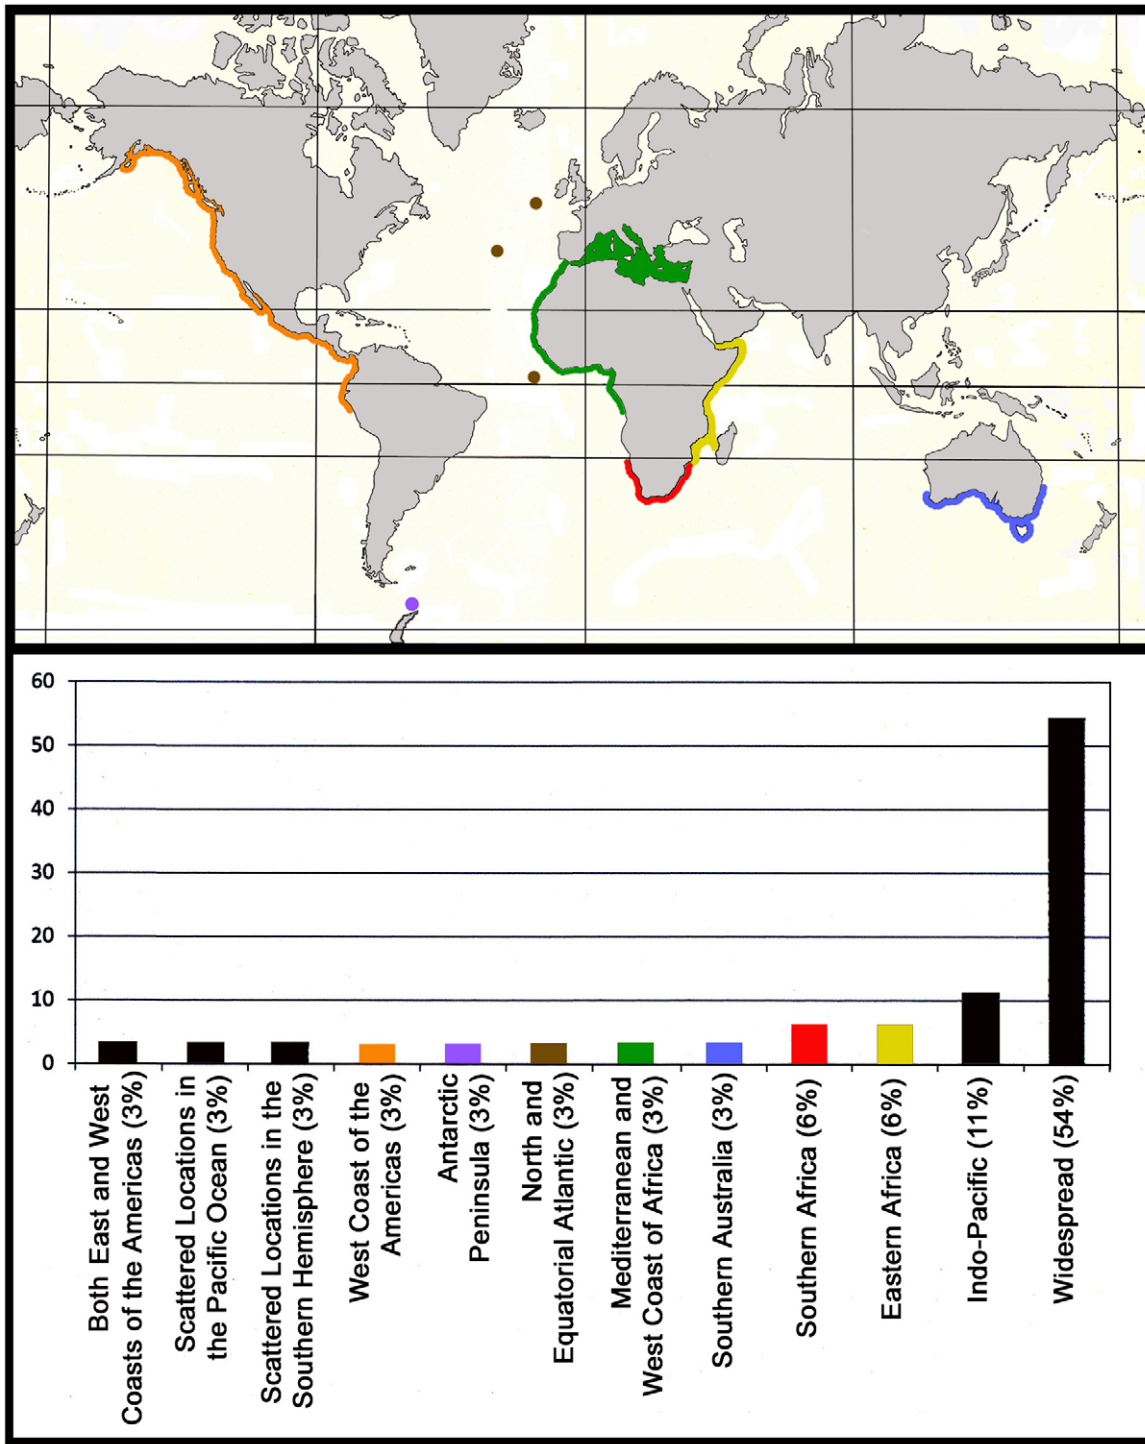 60
50
40
30
20
10
0
Both East and West
Coasts of the Americas (3%)
Scattered Locations in
the Pacific Ocean (3%)
Scattered Locations in the
Southern Hemisphere (3%)
West Coast of the
Americas (3%)
Antarctic
Peninsula (3%)
North and
Equatorial Atlantic (3%)
Mediterranean and
West Coast of Africa (3%)
Southern Australia (3%)
Southern Africa (6%)
Eastern Africa (6%)
Indo-Pacific (11%)
Widespread (54%)